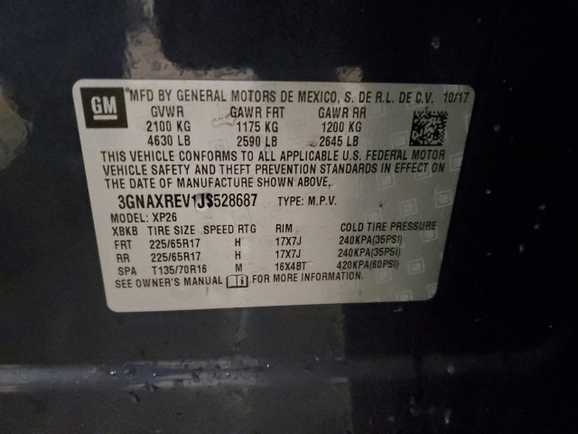 GM
MFD BY GENERAL MOTORS DE MEXICO, S. DE R.L. DE C.V. 10/17
GVWR GAWR FRT GAWR RR
2100 KG 1175 KG 1200 KG
4630 LB 2590 LB 2645 LB
THIS VEHICLE CONFORMS TO ALL APPLICABLE U.S. FEDERAL MOTOR
VEHICLE SAFETY AND THEFT PREVENTION STANDARDS IN EFFECT ON
THE DATE OF MANUFACTURE SHOWN ABOVE.
3GNAXREV1JS528687 TYPE: M.P.V.
MODEL: XP26
XBKB TIRE SIZE SPEED RTG RIM COLD TIRE PRESSURE
FRT 225/65R17 H 17X7J 240KPA(35PSI)
RR 225/65R17 H 17X7J 240KPA(35PSI)
SPA T135/70R16 M 16X4BT 420KPA(60PSI)
SEE OWNER'S MANUAL FOR MORE INFORMATION.